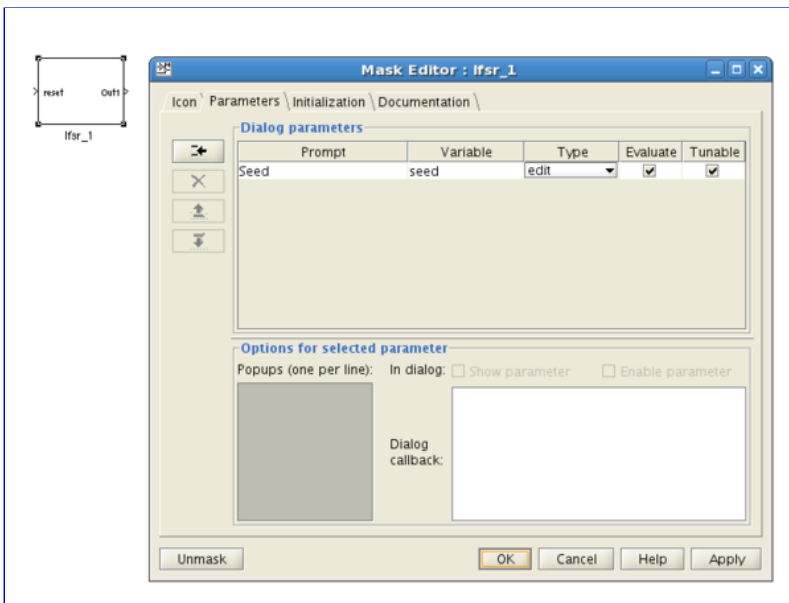 Mask Editor : lfsr_1
reset Out1
lfsr_1
Icon Parameters Initialization Documentation
Dialog parameters
Prompt Variable Type Evaluate Tunable
Seed seed edit
Options for selected parameter
Popups (one per line): In dialog: Show parameter Enable parameter
Dialog
callback:
Unmask OK Cancel Help Apply